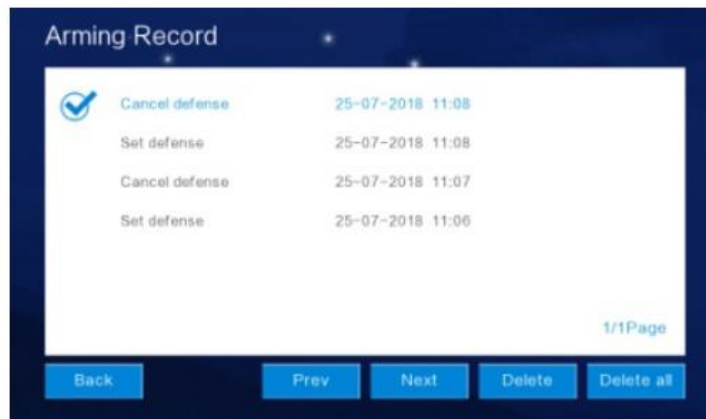 Arming Record
Cancel defense 25-07-2018 11:08
Set defense 25-07-2018 11:08
Cancel defense 25-07-2018 11:07
Set defense 25-07-2018 11:06
1/1Page
Back Prev Next Delete Delete all